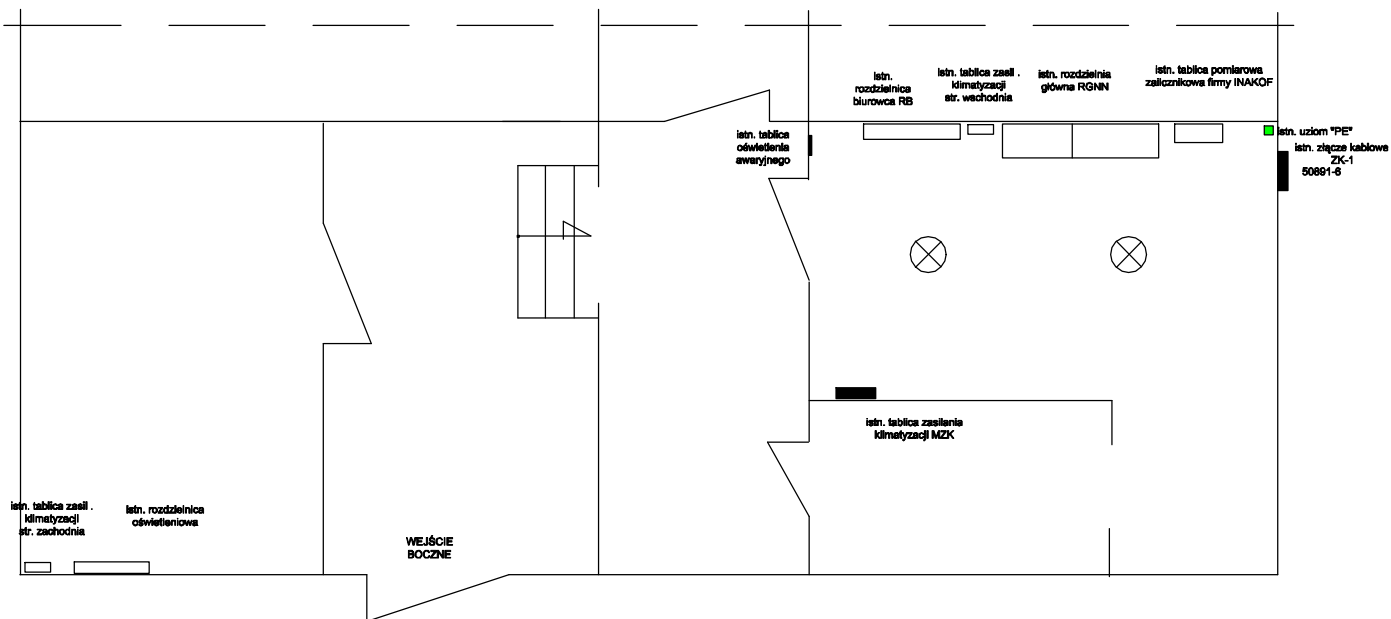 istn.
rozdzielnica
biurowca RB
istn. tablica zasil .
klimatyzacji
str. wschodnia
istn. rozdzielnia
główna RGNN
istn. tablica pomiarowa
zalicznikowa firmy INAKOF
istn. tablica
oświetlenia
awaryjnego
istn. uziom "PE"
istn. złącze kablowe
ZK-1
50891-6
istn. tablica zasilania
klimatyzacji MZK
istn. tablica zasil .
klimatyzacji
str. zachodnia
istn. rozdzielnica
oświetleniowa
WEJŚCIE
BOCZNE